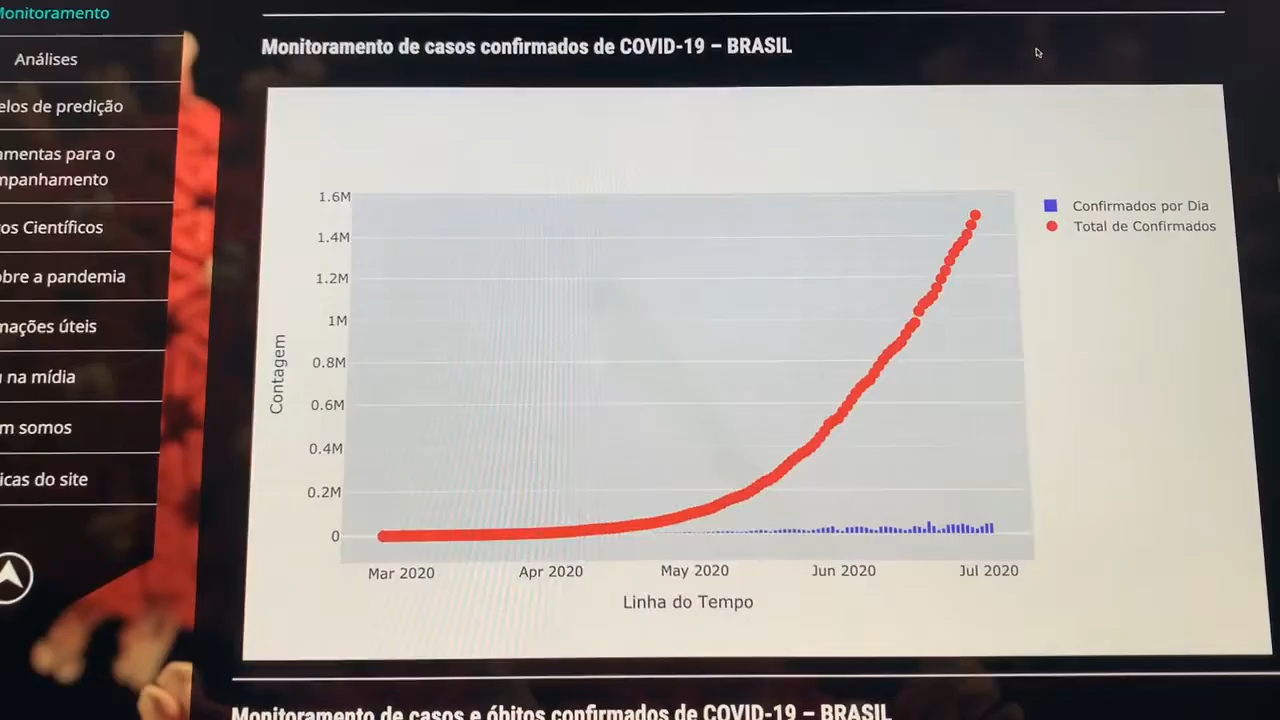 Monitoramento
Análises
elos de predição
amentas para o
mpanhamento
os Científicos
obre a pandemia
mações úteis
na mídia
m somos
icas do site
Monitoramento de casos confirmados de COVID-19 – BRASIL
1.6M
1.4M
1.2M
1M
0.8M
0.6M
0.4M
0.2M
0
Contagem
Mar 2020
Apr 2020
May 2020
Jun 2020
Jul 2020
Linha do Tempo
Confirmados por Dia
Total de Confirmados
Monitoramento de casos e óbitos confirmados de COVID-19 – BRASIL